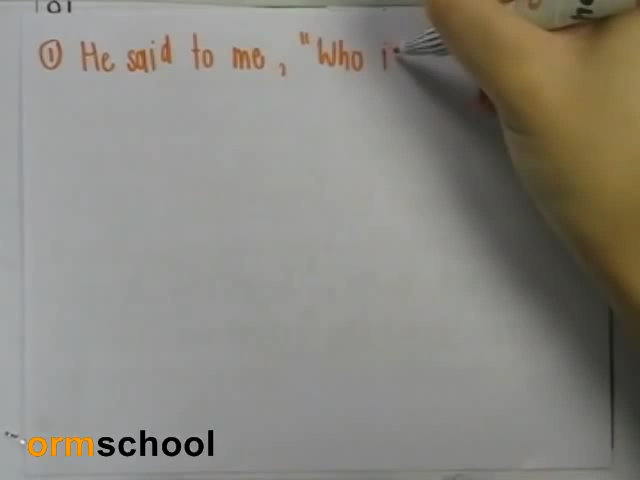 ① He said to me, "Who i
ormschool